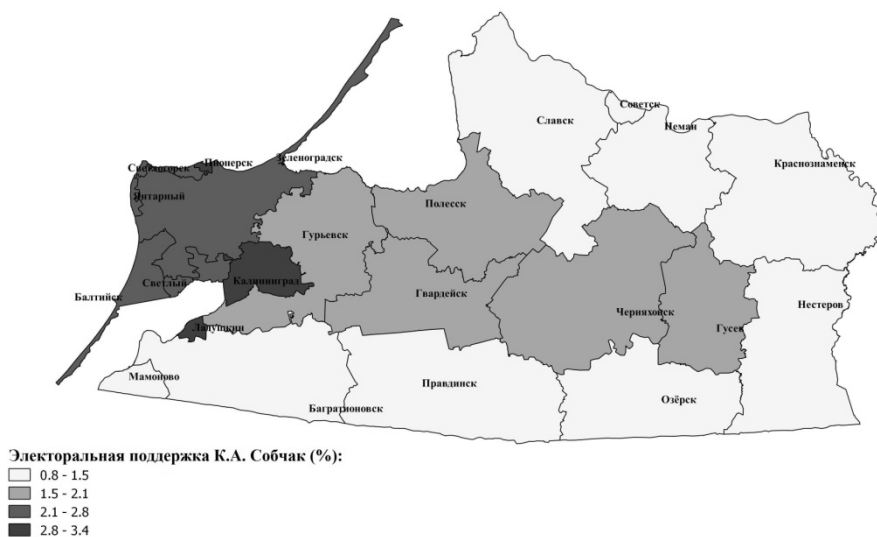 Славск
Советск
Неман
Краснознаменск
Светлогорск
Пионерск
Зеленоградск
Янтарный
Полесск
Гурьевск
Калининград
Светлый
Балтийск
Гвардейск
Черняховск
Гусев
Нестеров
Ладушкин
Мамоново
Багратионовск
Правдинск
Озёрск
Электоральная поддержка К.А. Собчак (%):
0.8 - 1.5
1.5 - 2.1
2.1 - 2.8
2.8 - 3.4